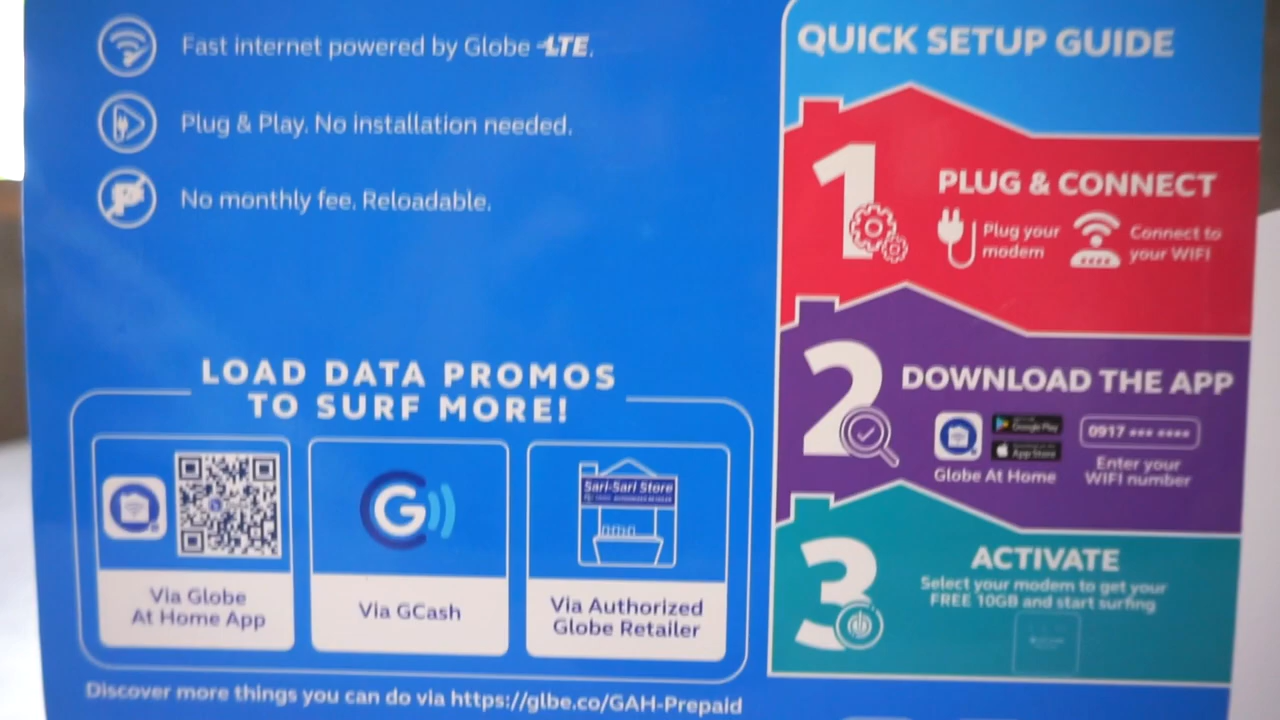 Fast internet powered by Globe LTE.
Plug & Play. No installation needed.
No monthly fee. Reloadable.
LOAD DATA PROMOS
TO SURF MORE!
Via Globe
At Home App
G
Via GCash
Sari-Sari Store
Via Authorized
Globe Retailer
Discover more things you can do via https://glbe.co/GAH-Prepaid
QUICK SETUP GUIDE
1
PLUG & CONNECT
Plug your
modem
Connect to
your WIFI
2
DOWNLOAD THE APP
Google Play
App Store
Globe At Home
0917 *** ****
Enter your
WIFI number
3
ACTIVATE
Select your modem to get your
FREE 10GB and start surfing